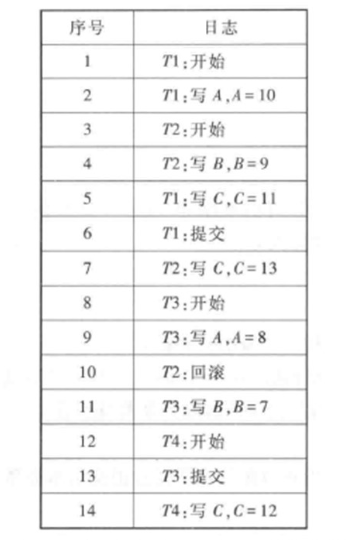 序号 日志
1 T1:开始
2 T1:写 A,A=10
3 T2:开始
4 T2:写 B,B=9
5 T1:写 C,C=11
6 T1:提交
7 T2:写 C,C=13
8 T3:开始
9 T3:写 A,A=8
10 T2:回滚
11 T3:写 B,B=7
12 T4:开始
13 T3:提交
14 T4:写 C,C=12